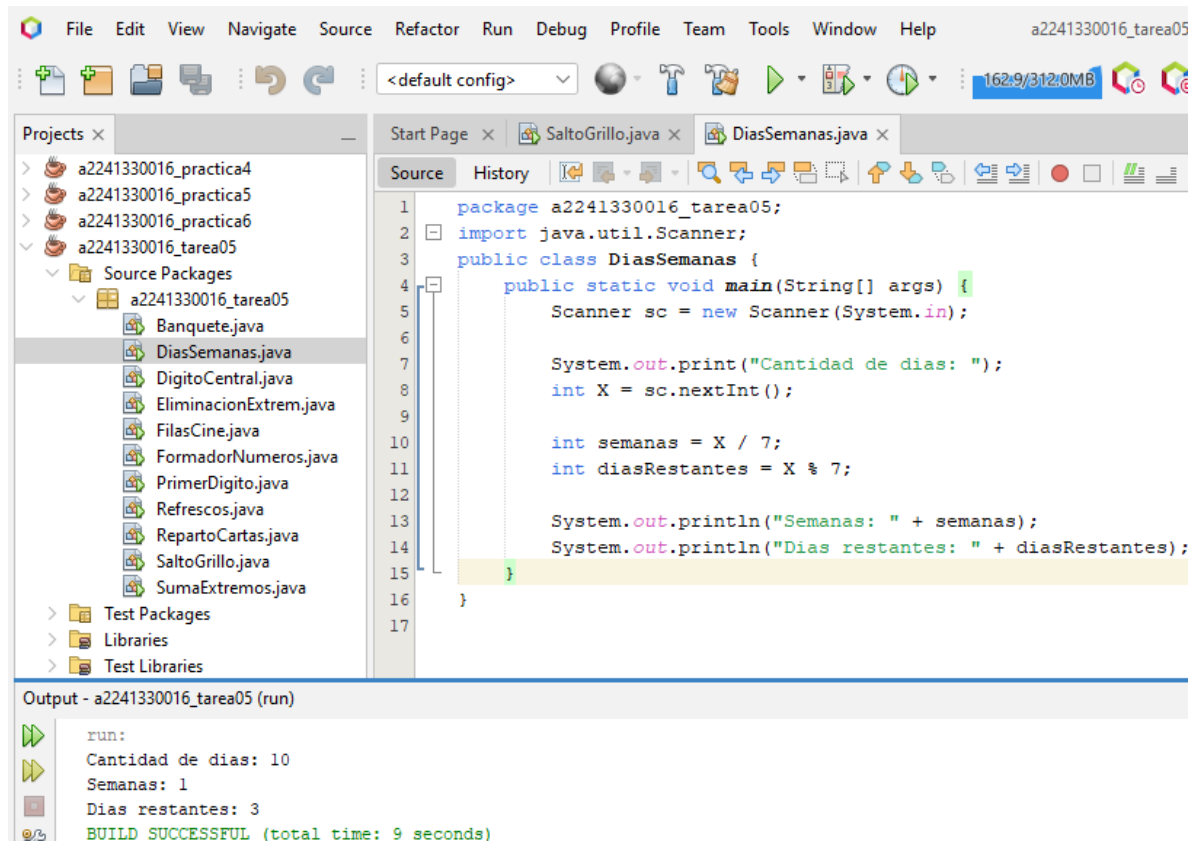 File Edit View Navigate Source Refactor Run Debug Profile Team Tools Window Help a2241330016_tarea05
<default config> 162.9/312.0MB
Projects
Start Page SaltoGrillo.java DiasSemanas.java
a2241330016_practica4
a2241330016_practica5
a2241330016_practica6
a2241330016_tarea05
Source Packages
a2241330016_tarea05
Banquete.java
DiasSemanas.java
DigitoCentral.java
EliminacionExtrem.java
FilasCine.java
FormadorNumeros.java
PrimerDigito.java
Refrescos.java
RepartoCartas.java
SaltoGrillo.java
SumaExtremos.java
Test Packages
Libraries
Test Libraries
Source History
1 package a2241330016_tarea05;
2 import java.util.Scanner;
3 public class DiasSemanas {
4 public static void main(String[] args) {
5 Scanner sc = new Scanner(System.in);
6
7 System.out.print("Cantidad de dias: ");
8 int X = sc.nextInt();
9
10 int semanas = X / 7;
11 int diasRestantes = X % 7;
12
13 System.out.println("Semanas: " + semanas);
14 System.out.println("Dias restantes: " + diasRestantes);
15 }
16 }
17
Output - a2241330016_tarea05 (run)
run:
Cantidad de dias: 10
Semanas: 1
Dias restantes: 3
BUILD SUCCESSFUL (total time: 9 seconds)